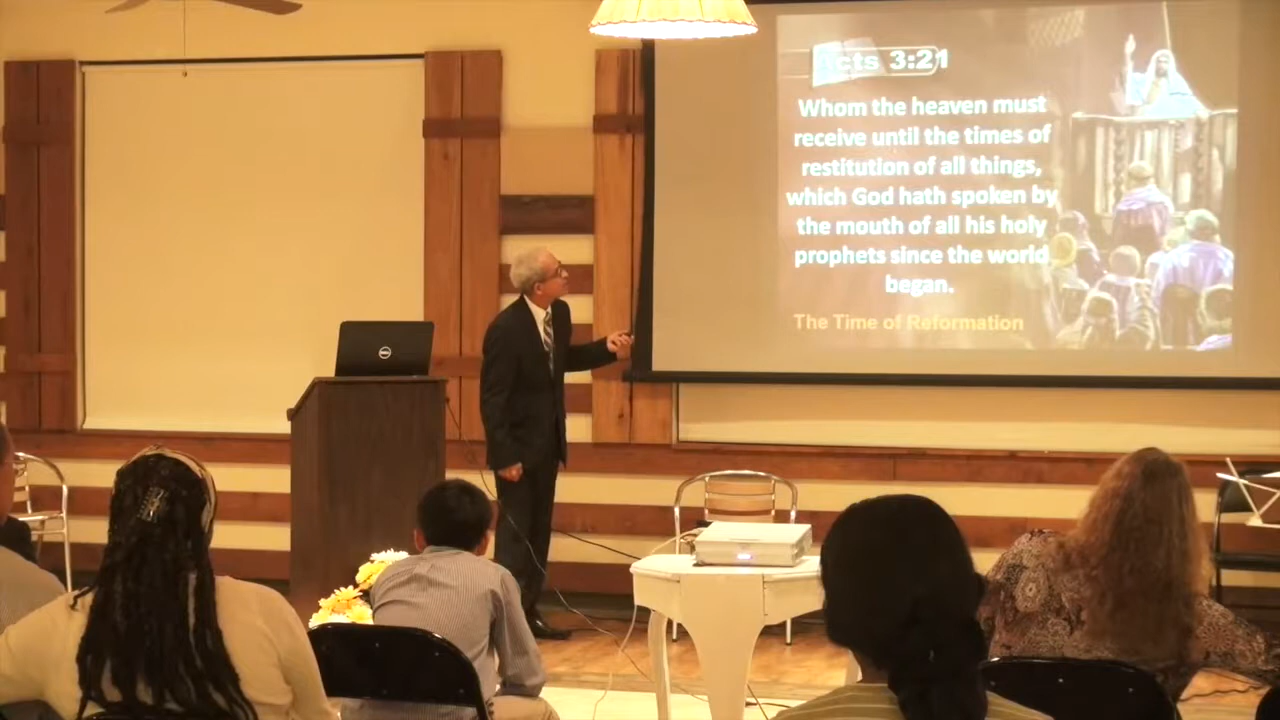 Acts 3:21
Whom the heaven must
receive until the times of
restitution of all things,
which God hath spoken by
the mouth of all his holy
prophets since the world
began.
The Time of Reformation
DELL